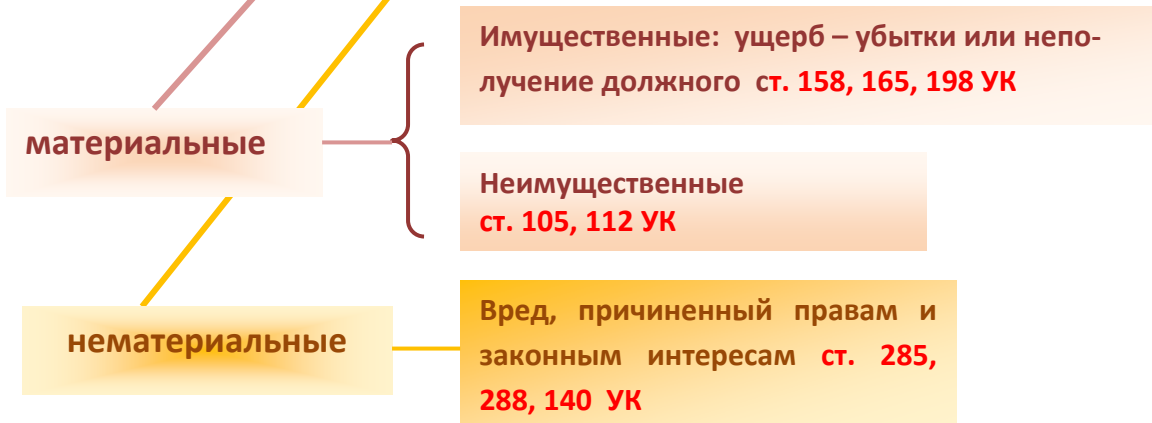 Имущественные: ущерб – убытки или непо-
лучение должного ст. 158, 165, 198 УК
материальные
Неимущественные
ст. 105, 112 УК
нематериальные
Вред, причиненный правам и
законным интересам ст. 285,
288, 140 УК